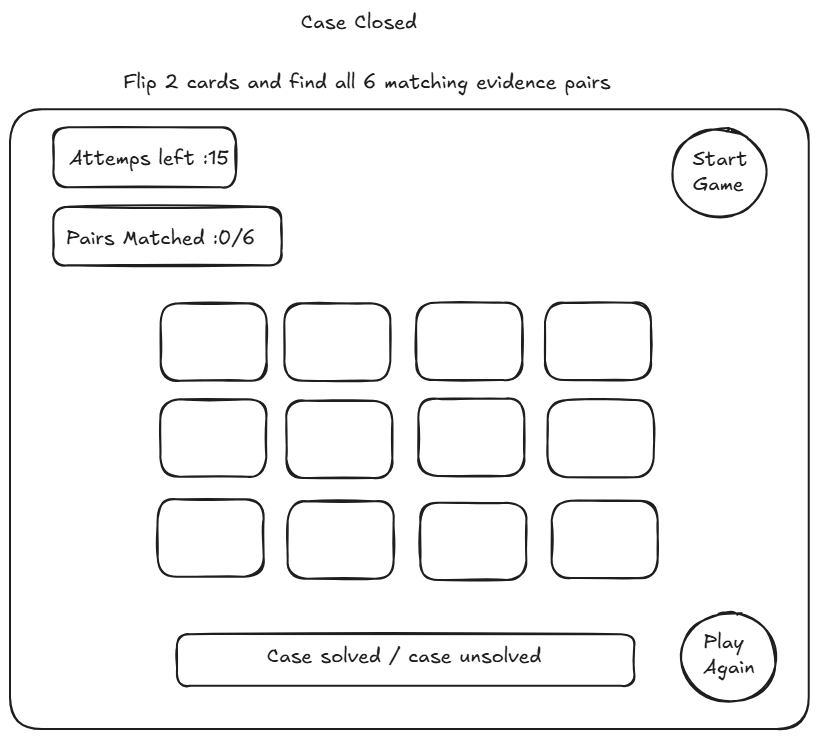 Case Closed
Flip 2 cards and find all 6 matching evidence pairs
Attemps left :15
Start
Game
Pairs Matched :0/6
Case solved / case unsolved
Play
Again